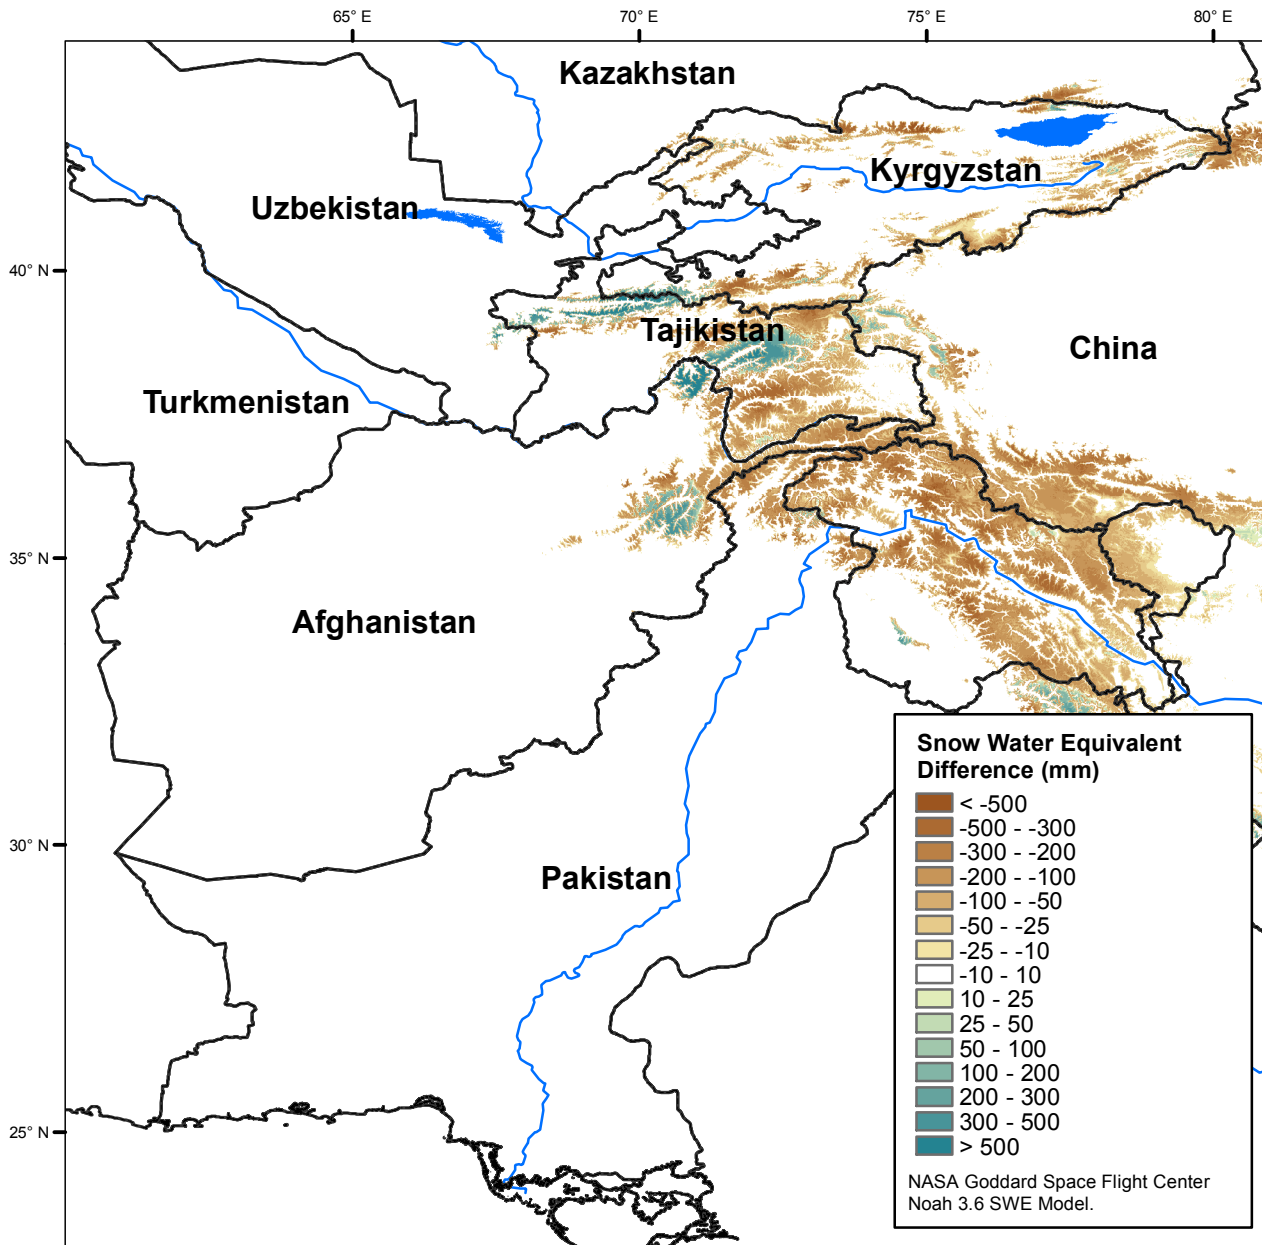 65° E
70° E
75° E
80° E
Kazakhstan
Kyrgyzstan
Uzbekistan
40° N
Tajikistan
China
Turkmenistan
35° N
Afghanistan
30° N
Pakistan
25° N
Snow Water Equivalent
Difference (mm)
< -500
-500 - -300
-300 - -200
-200 - -100
-100 - -50
-50 - -25
-25 - -10
-10 - 10
10 - 25
25 - 50
50 - 100
100 - 200
200 - 300
300 - 500
> 500
NASA Goddard Space Flight Center
Noah 3.6 SWE Model.